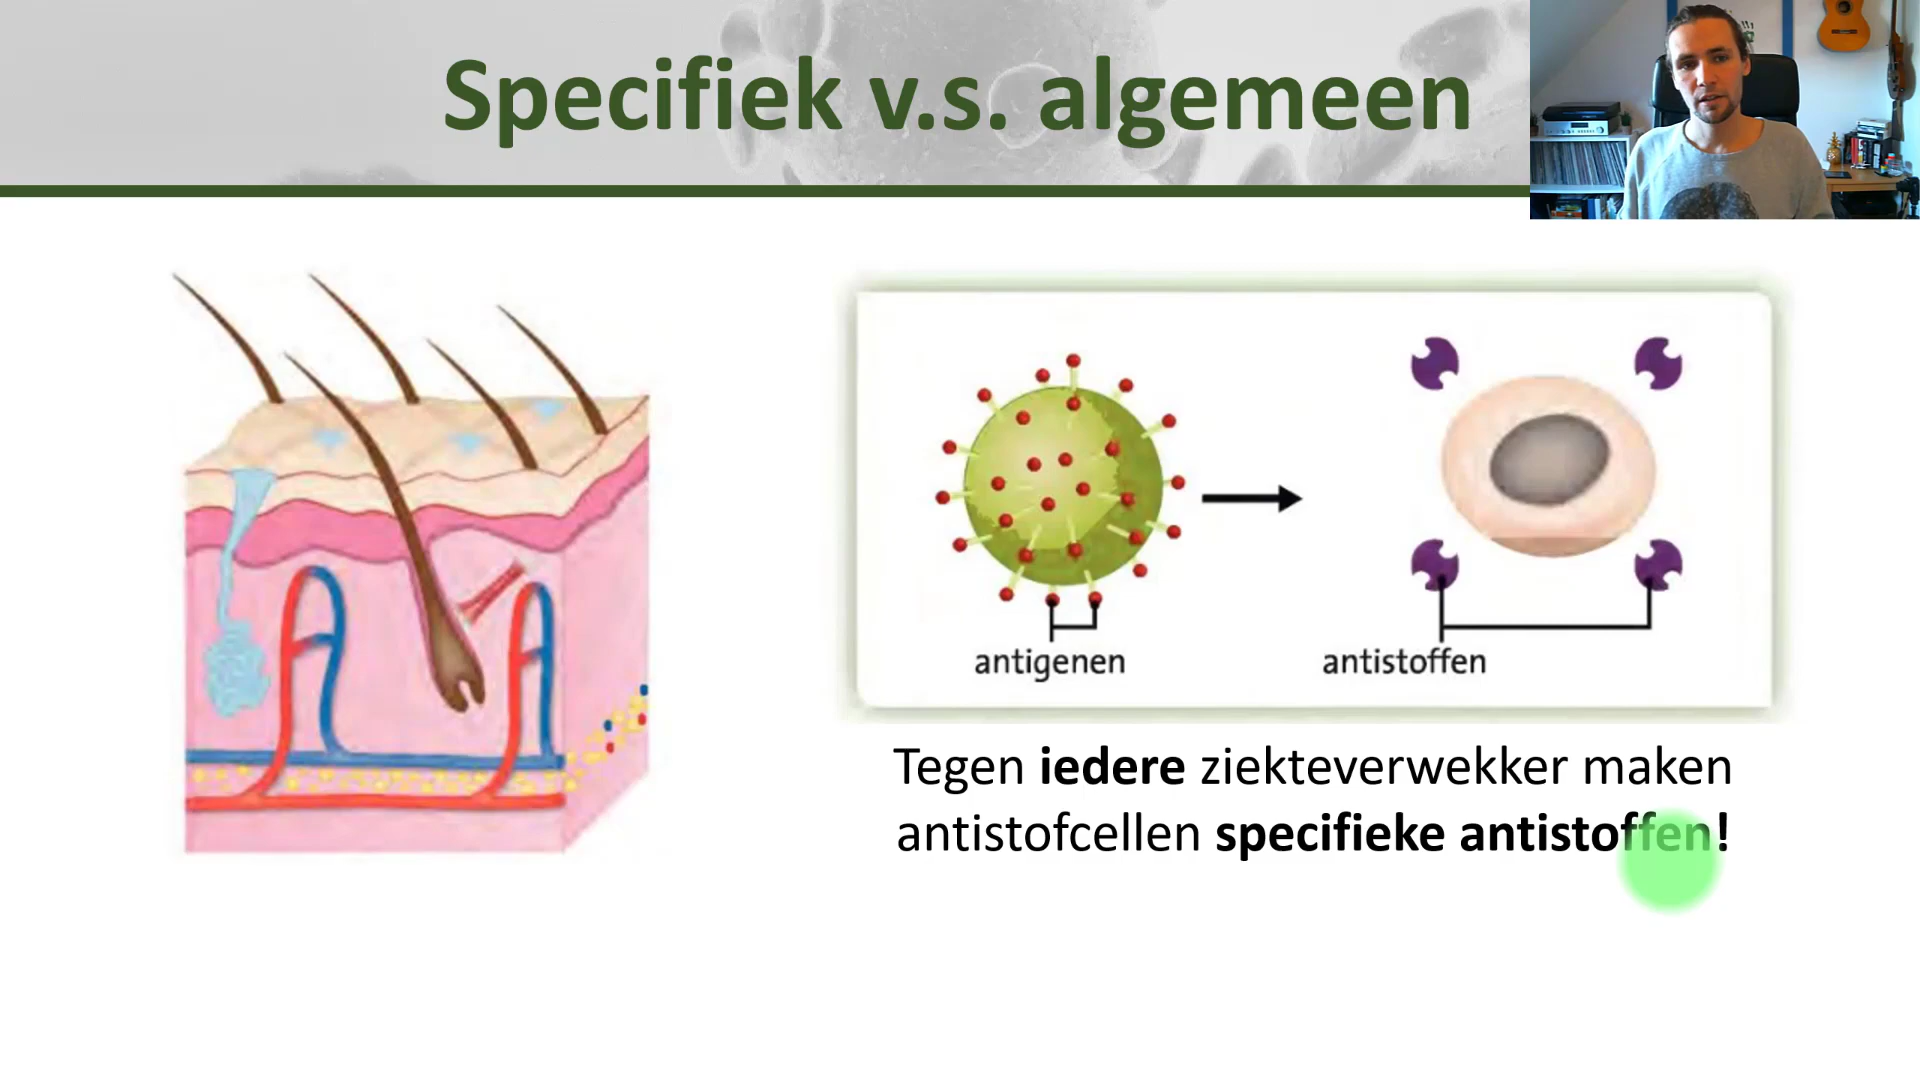 Specifiek v.s. algemeen
antigenen
antistoffen
Tegen iedere ziekteverwekker maken
antistofcellen specifieke antistoffen!